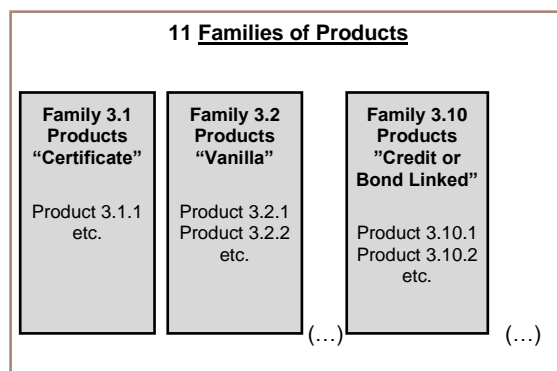 11 Families of Products
Family 3.1
Products
“Certificate”
Product 3.1.1
etc.
Family 3.2
Products
“Vanilla”
Product 3.2.1
Product 3.2.2
etc.
(…)
Family 3.10
Products
”Credit or
Bond Linked”
Product 3.10.1
Product 3.10.2
etc.
(…)